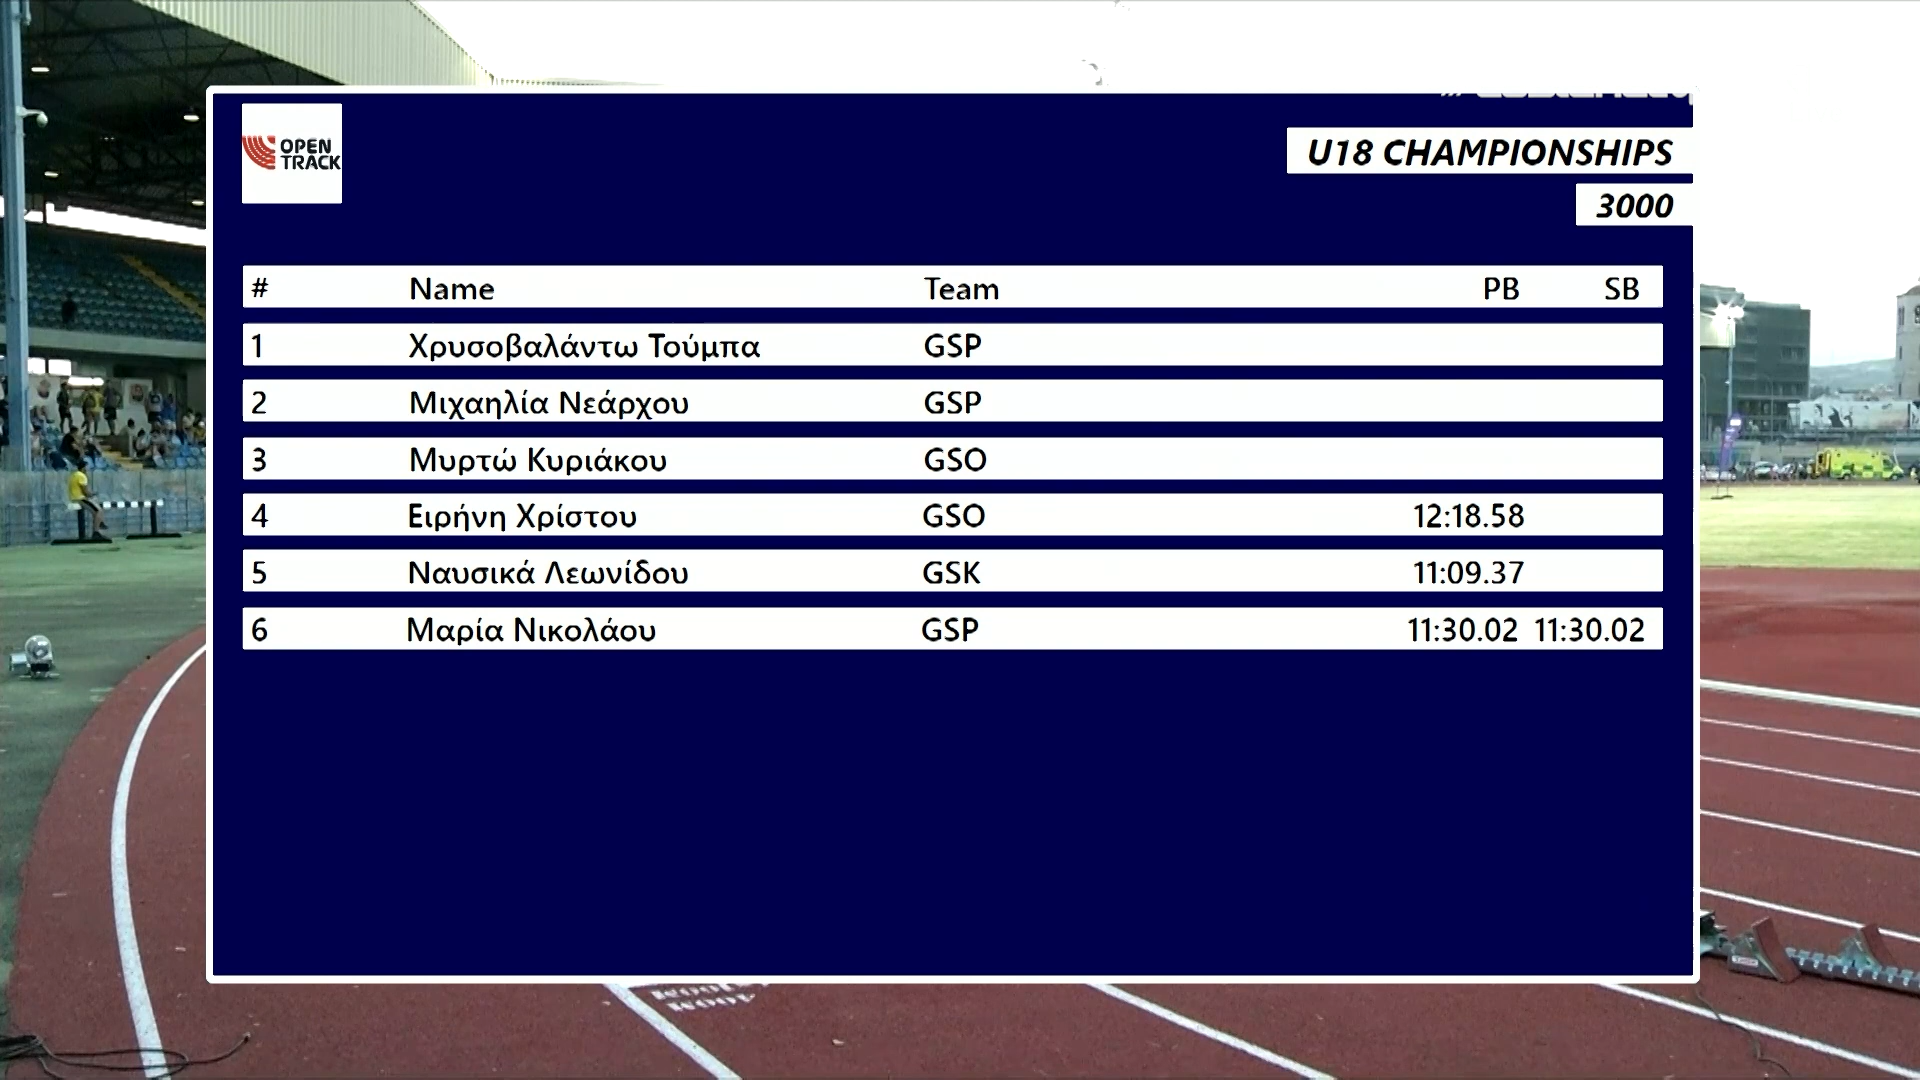 OPEN
TRACK
U18 CHAMPIONSHIPS
3000
# Name Team PB SB
1 Χρυσοβαλάντω Τούμπα GSP
2 Μιχαηλία Νεάρχου GSP
3 Μυρτώ Κυριάκου GSO
4 Ειρήνη Χρίστου GSO 12:18.58
5 Ναυσικά Λεωνίδου GSK 11:09.37
6 Μαρία Νικολάου GSP 11:30.02 11:30.02